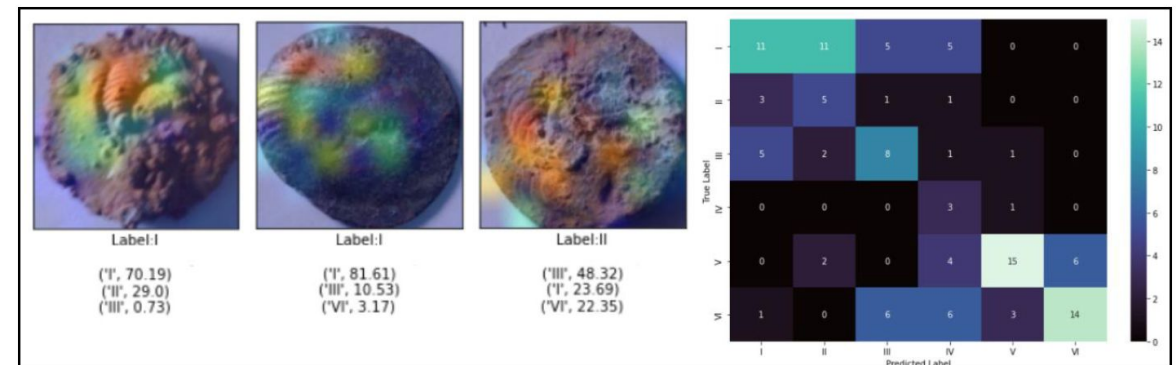 Label:I
('I', 70.19)
('II', 29.0)
('III', 0.73)
Label:I
('I', 81.61)
('III', 10.53)
('VI', 3.17)
Label:II
('III', 48.32)
('I', 23.69)
('VI', 22.35)
True Label
I 11 11 5 5 0 0
II 3 5 1 1 0 0
III 5 2 8 1 1 0
IV 0 0 0 3 1 0
V 0 2 0 4 15 6
VI 1 0 6 6 3 14
I II III IV V VI
Predicted Label
14
12
10
8
6
4
2
0